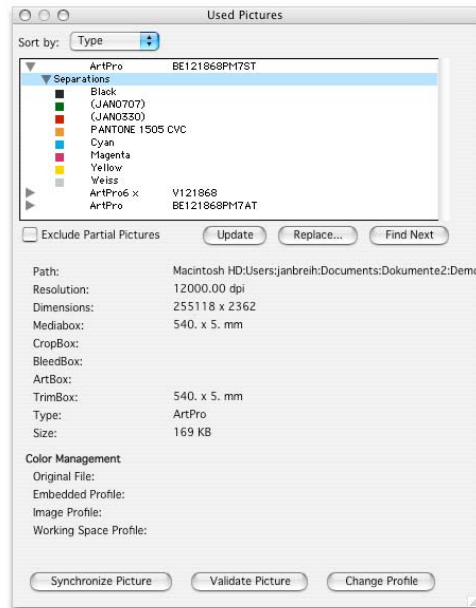 Used Pictures
Sort by: Type
ArtPro BE121868PM7ST
Separations
Black
(JAN0707)
(JAN0330)
PANTONE 1505 CVC
Cyan
Magenta
Yellow
Weiss
ArtPro6 x V121868
ArtPro BE121868PM7AT
Exclude Partial Pictures Update Replace... Find Next
Path: Macintosh HD:Users:janbreih:Documents:Dokumente2:Demo
Resolution: 12000.00 dpi
Dimensions: 255118 x 2362
Mediabox: 540. x 5. mm
CropBox:
BleedBox:
ArtBox:
TrimBox: 540. x 5. mm
Type: ArtPro
Size: 169 KB
Color Management
Original File:
Embedded Profile:
Image Profile:
Working Space Profile:
Synchronize Picture Validate Picture Change Profile